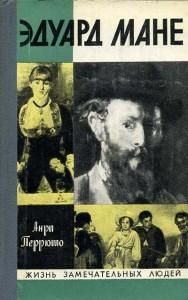 ЭДУАРД МАНЕ
Анри
Перрюшо
ЖИЗНЬ ЗАМЕЧАТЕЛЬНЫХ ЛЮДЕЙ